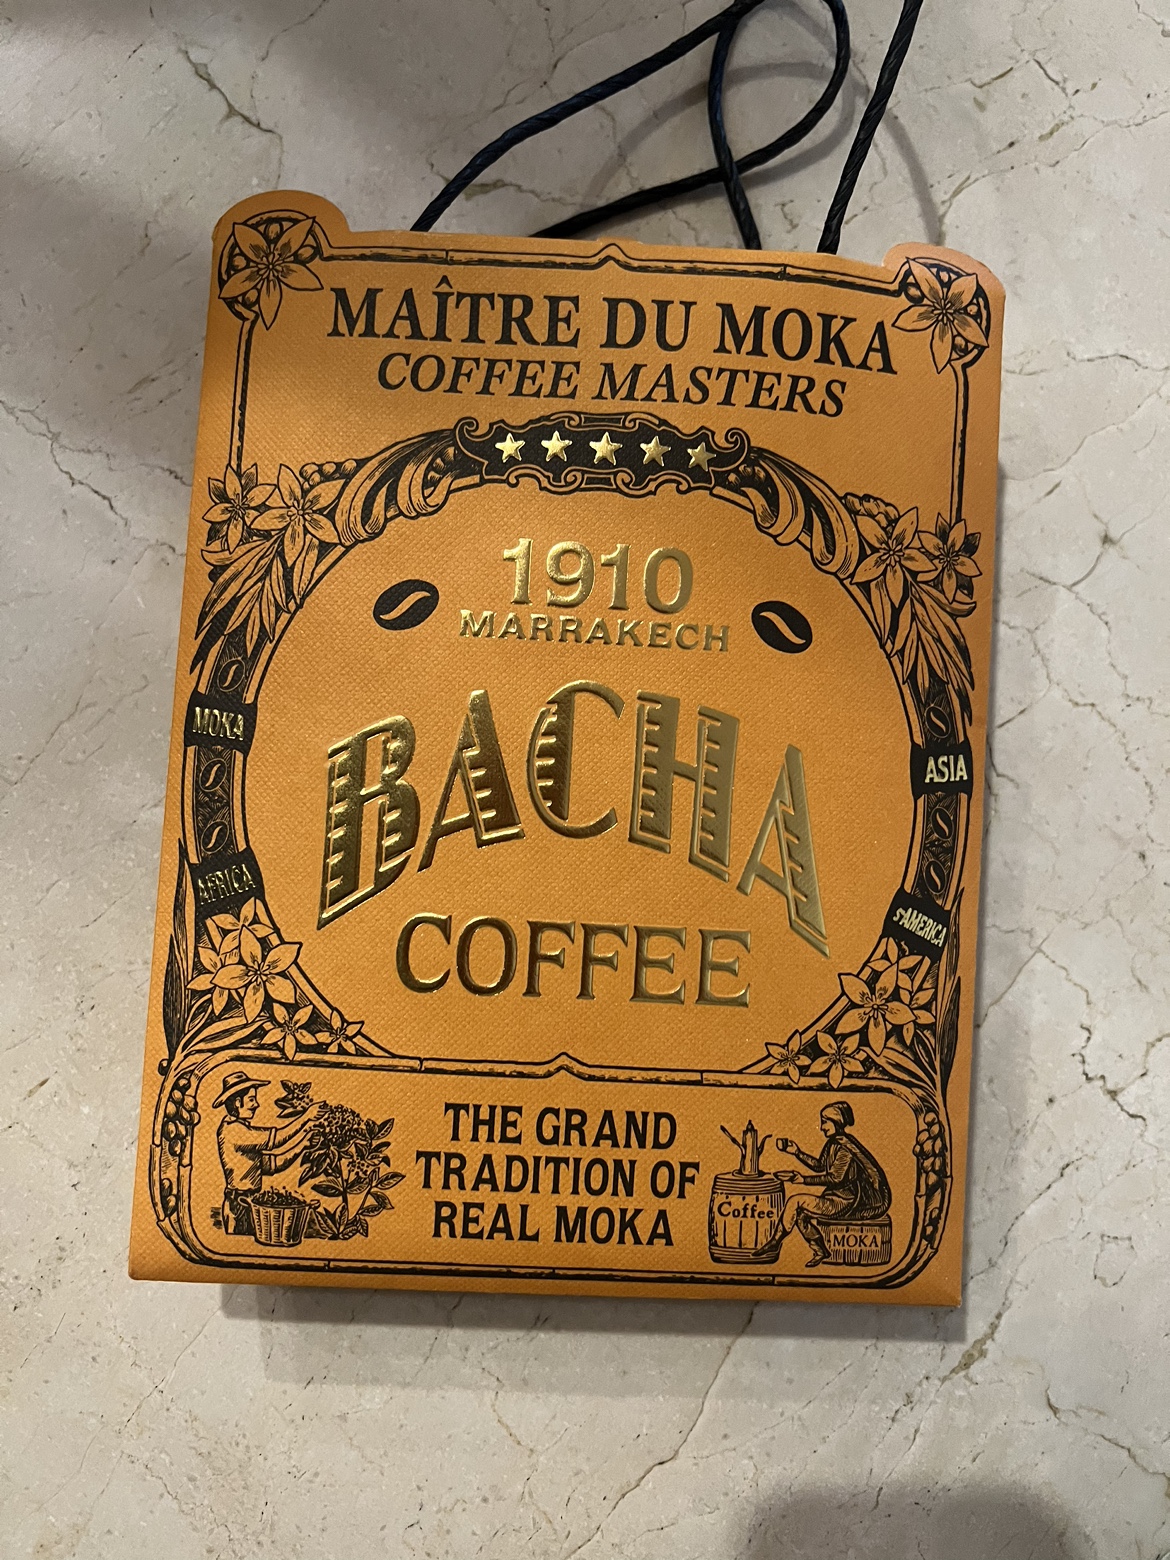 MAÎTRE DU MOKA
COFFEE MASTERS
1910
MARRAKECH
BACHA
COFFEE
MOKA
AFRICA
ASIA
S.AMERICA
THE GRAND
TRADITION OF
REAL MOKA
Coffee
MOKA